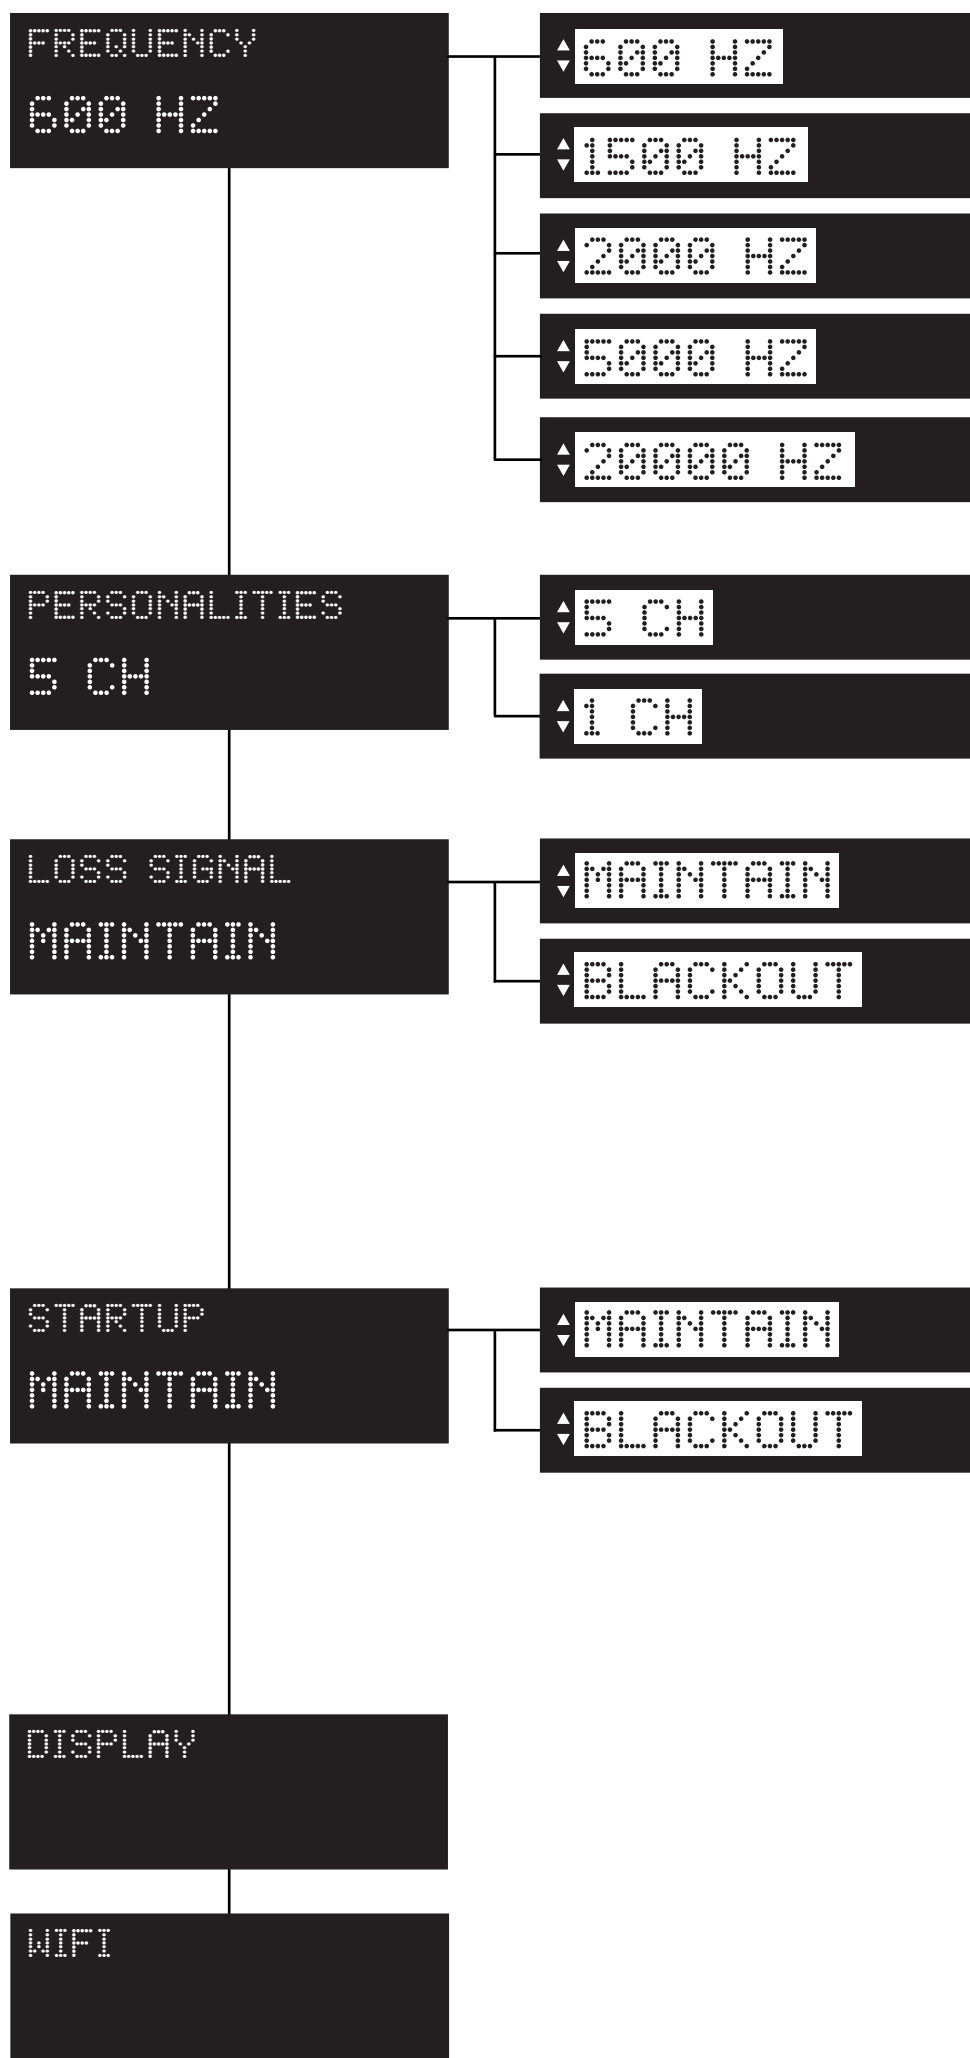 FREQUENCY
600 HZ
600 HZ
1500 HZ
2000 HZ
5000 HZ
20000 HZ
PERSONALITIES
5 CH
5 CH
1 CH
LOSS SIGNAL
MAINTAIN
MAINTAIN
BLACKOUT
STARTUP
MAINTAIN
MAINTAIN
BLACKOUT
DISPLAY
WIFI